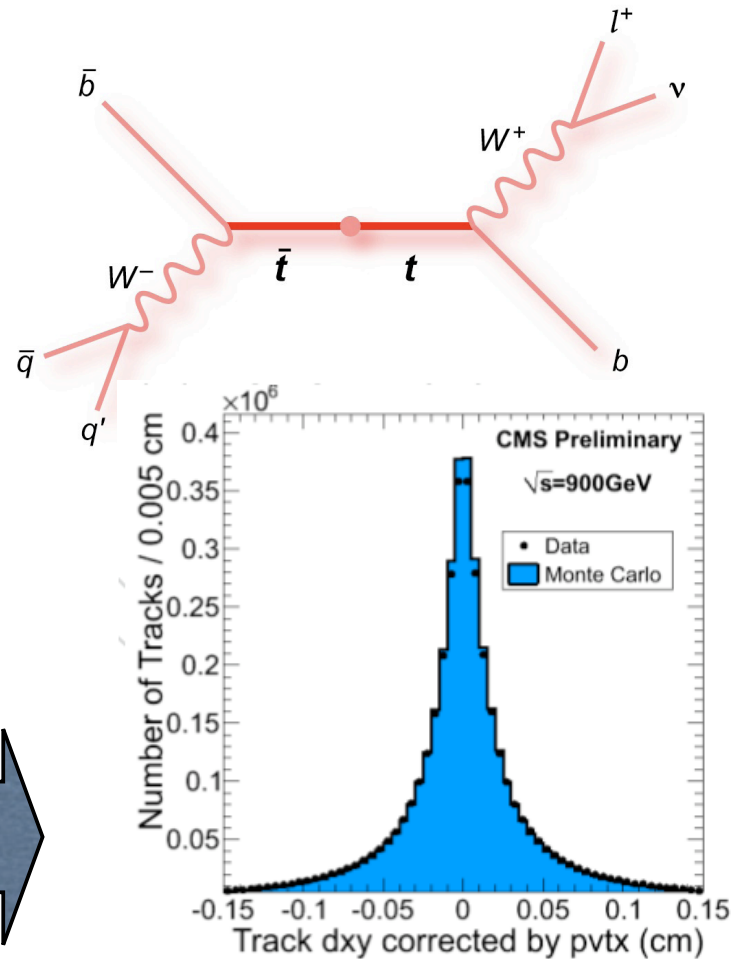 l⁺
b̄
ν
W⁺
W⁻
t̄
t
q̄
b
q'
×10⁶
CMS Preliminary
√s=900GeV
Data
Monte Carlo
Number of Tracks / 0.005 cm
0.4
0.35
0.3
0.25
0.2
0.15
0.1
0.05
-0.15 -0.1 -0.05 0 0.05 0.1 0.15
Track dxy corrected by pvtx (cm)